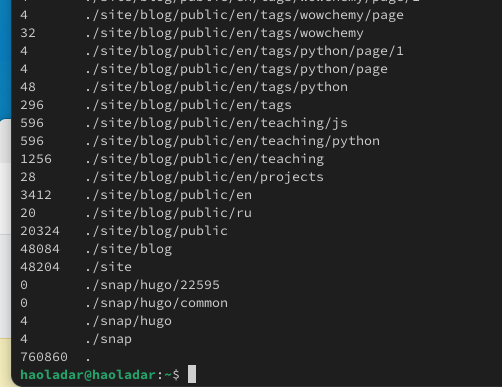 4 ./site/blog/public/en/tags/wowchemy/page
32 ./site/blog/public/en/tags/wowchemy
4 ./site/blog/public/en/tags/python/page/1
4 ./site/blog/public/en/tags/python/page
48 ./site/blog/public/en/tags/python
296 ./site/blog/public/en/tags
596 ./site/blog/public/en/teaching/js
596 ./site/blog/public/en/teaching/python
1256 ./site/blog/public/en/teaching
28 ./site/blog/public/en/projects
3412 ./site/blog/public/en
20 ./site/blog/public/ru
20324 ./site/blog/public
48084 ./site/blog
48204 ./site
0 ./snap/hugo/22595
0 ./snap/hugo/common
4 ./snap/hugo
4 ./snap
760860 .
haoladar@haoladar:~$